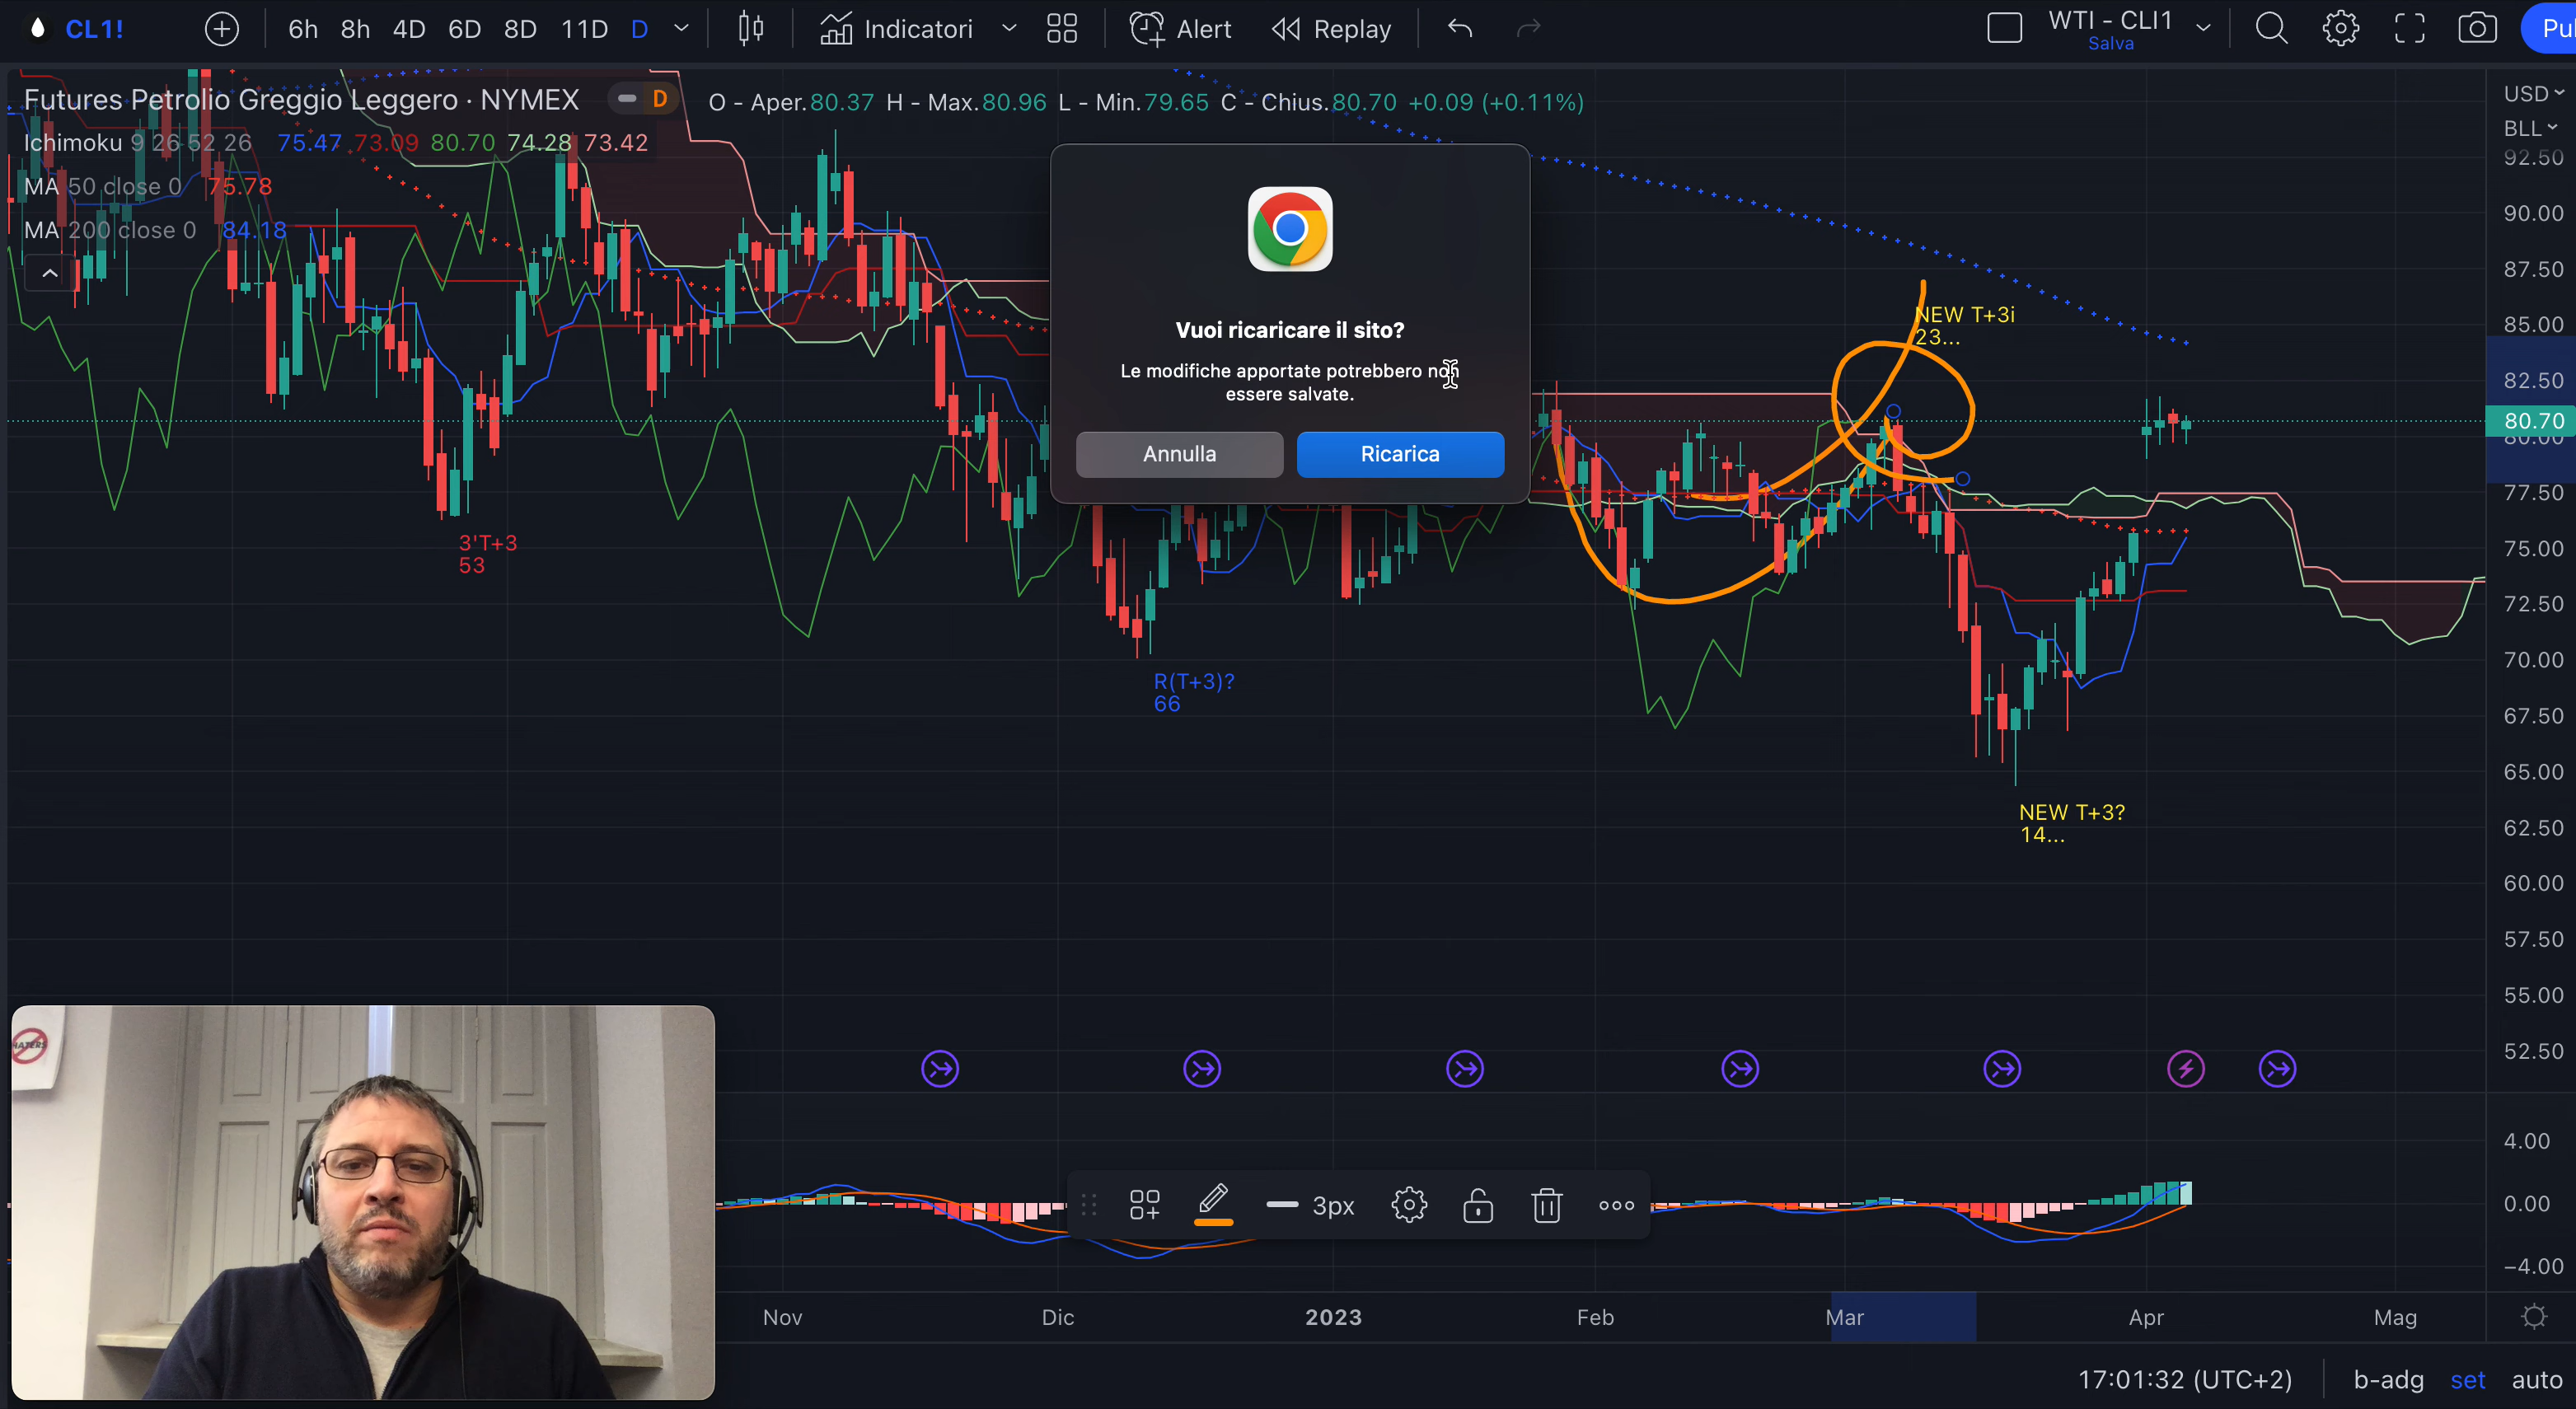 CL1!
6h 8h 4D 6D 8D 11D D
Indicatori
Alert
Replay
WTI - CLI1
Salva
Futures Petrolio Greggio Leggero · NYMEX
D
O - Aper.80.37 H - Max.80.96 L - Min.79.65 C - Chius.80.70 +0.09 (+0.11%)
Ichimoku 9 26 52 26 75.47 73.09 80.70 74.28 73.42
MA 50 close 0 75.78
MA 200 close 0 84.18
Vuoi ricaricare il sito?
Le modifiche apportate potrebbero non
essere salvate.
Annulla
Ricarica
NEW T+3i
23...
3'T+3
53
R(T+3)?
66
NEW T+3?
14...
USD
BLL
92.50
90.00
87.50
85.00
82.50
80.70
80.00
77.50
75.00
72.50
70.00
67.50
65.00
62.50
60.00
57.50
55.00
52.50
4.00
0.00
−4.00
HATERS
3px
Nov
Dic
2023
Feb
Mar
Apr
Mag
17:01:32 (UTC+2)
b-adg
set
auto